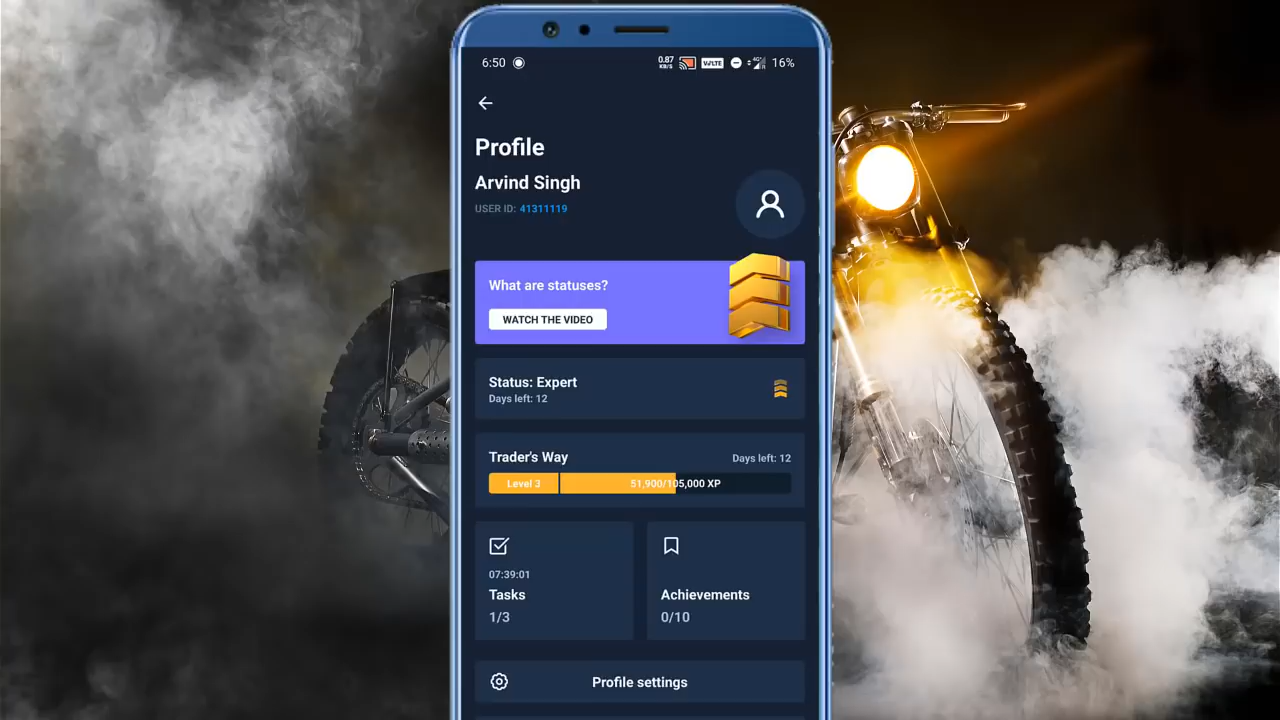 6:50
0.87
KB/S
VoLTE
4G+
16%
Profile
Arvind Singh
USER ID: 41311119
What are statuses?
WATCH THE VIDEO
Status: Expert
Days left: 12
Trader's Way
Days left: 12
Level 3
51,900/105,000 XP
07:39:01
Tasks
1/3
Achievements
0/10
Profile settings